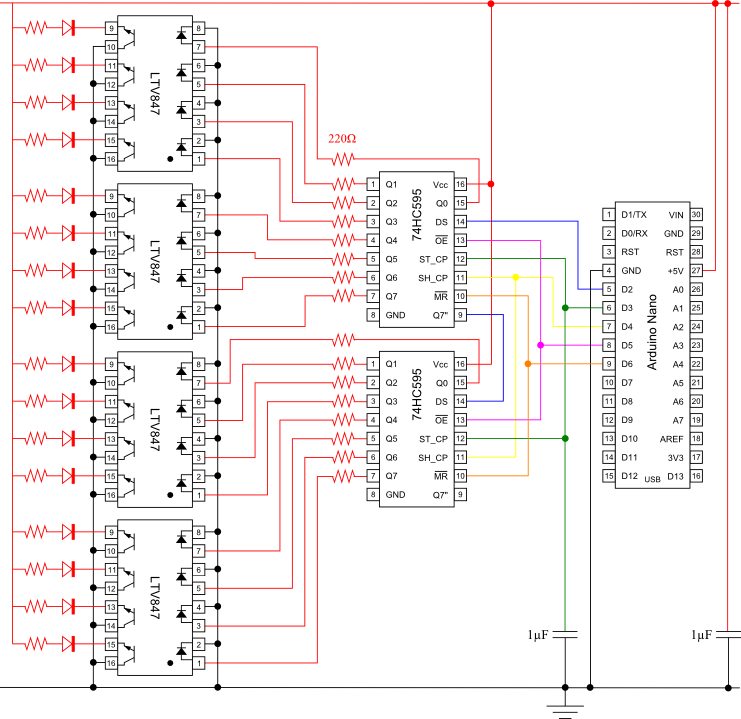 9 8
10 7
11 6
12 5
13 4
14 3
15 2
16 1
LTV847
9 8
10 7
11 6
12 5
13 4
14 3
15 2
16 1
LTV847
9 8
10 7
11 6
12 5
13 4
14 3
15 2
16 1
LTV847
9 8
10 7
11 6
12 5
13 4
14 3
15 2
16 1
LTV847
220Ω
74HC595
1 Q1 Vcc 16
2 Q2 Q0 15
3 Q3 DS 14
4 Q4 OE 13
5 Q5 ST_CP 12
6 Q6 SH_CP 11
7 Q7 MR 10
8 GND Q7" 9
74HC595
1 Q1 Vcc 16
2 Q2 Q0 15
3 Q3 DS 14
4 Q4 OE 13
5 Q5 ST_CP 12
6 Q6 SH_CP 11
7 Q7 MR 10
8 GND Q7" 9
Arduino Nano
1 D1/TX VIN 30
2 D0/RX GND 29
3 RST RST 28
4 GND +5V 27
5 D2 A0 26
6 D3 A1 25
7 D4 A2 24
8 D5 A3 23
9 D6 A4 22
10 D7 A5 21
11 D8 A6 20
12 D9 A7 19
13 D10 AREF 18
14 D11 3V3 17
15 D12 USB D13 16
1µF
1µF